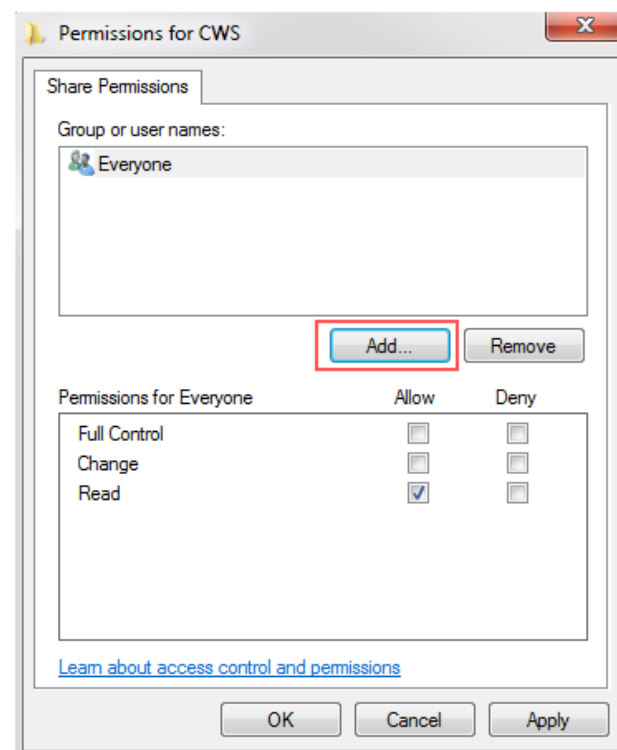 Permissions for CWS
Share Permissions
Group or user names:
Everyone
Add... Remove
Permissions for Everyone Allow Deny
Full Control
Change
Read
Learn about access control and permissions
OK Cancel Apply